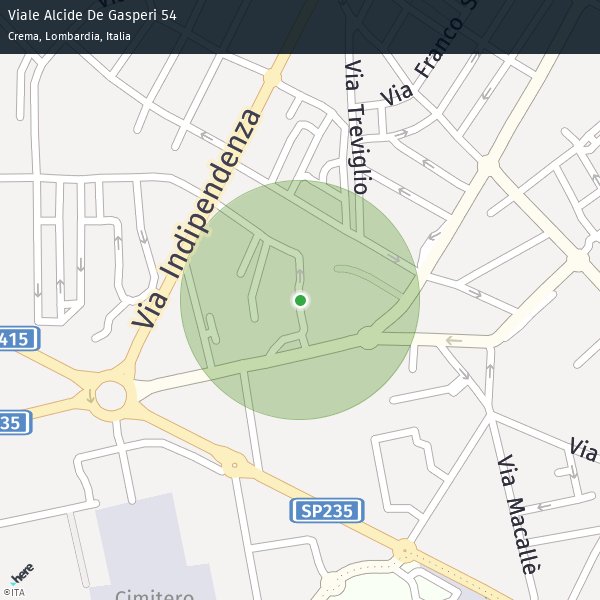 Viale Alcide De Gasperi 54
Crema, Lombardia, Italia
Via Franco S
Via Treviglio
Via Indipendenza
415
35
SP235
Via
Via Macallè
Cimitero
here
©ITA